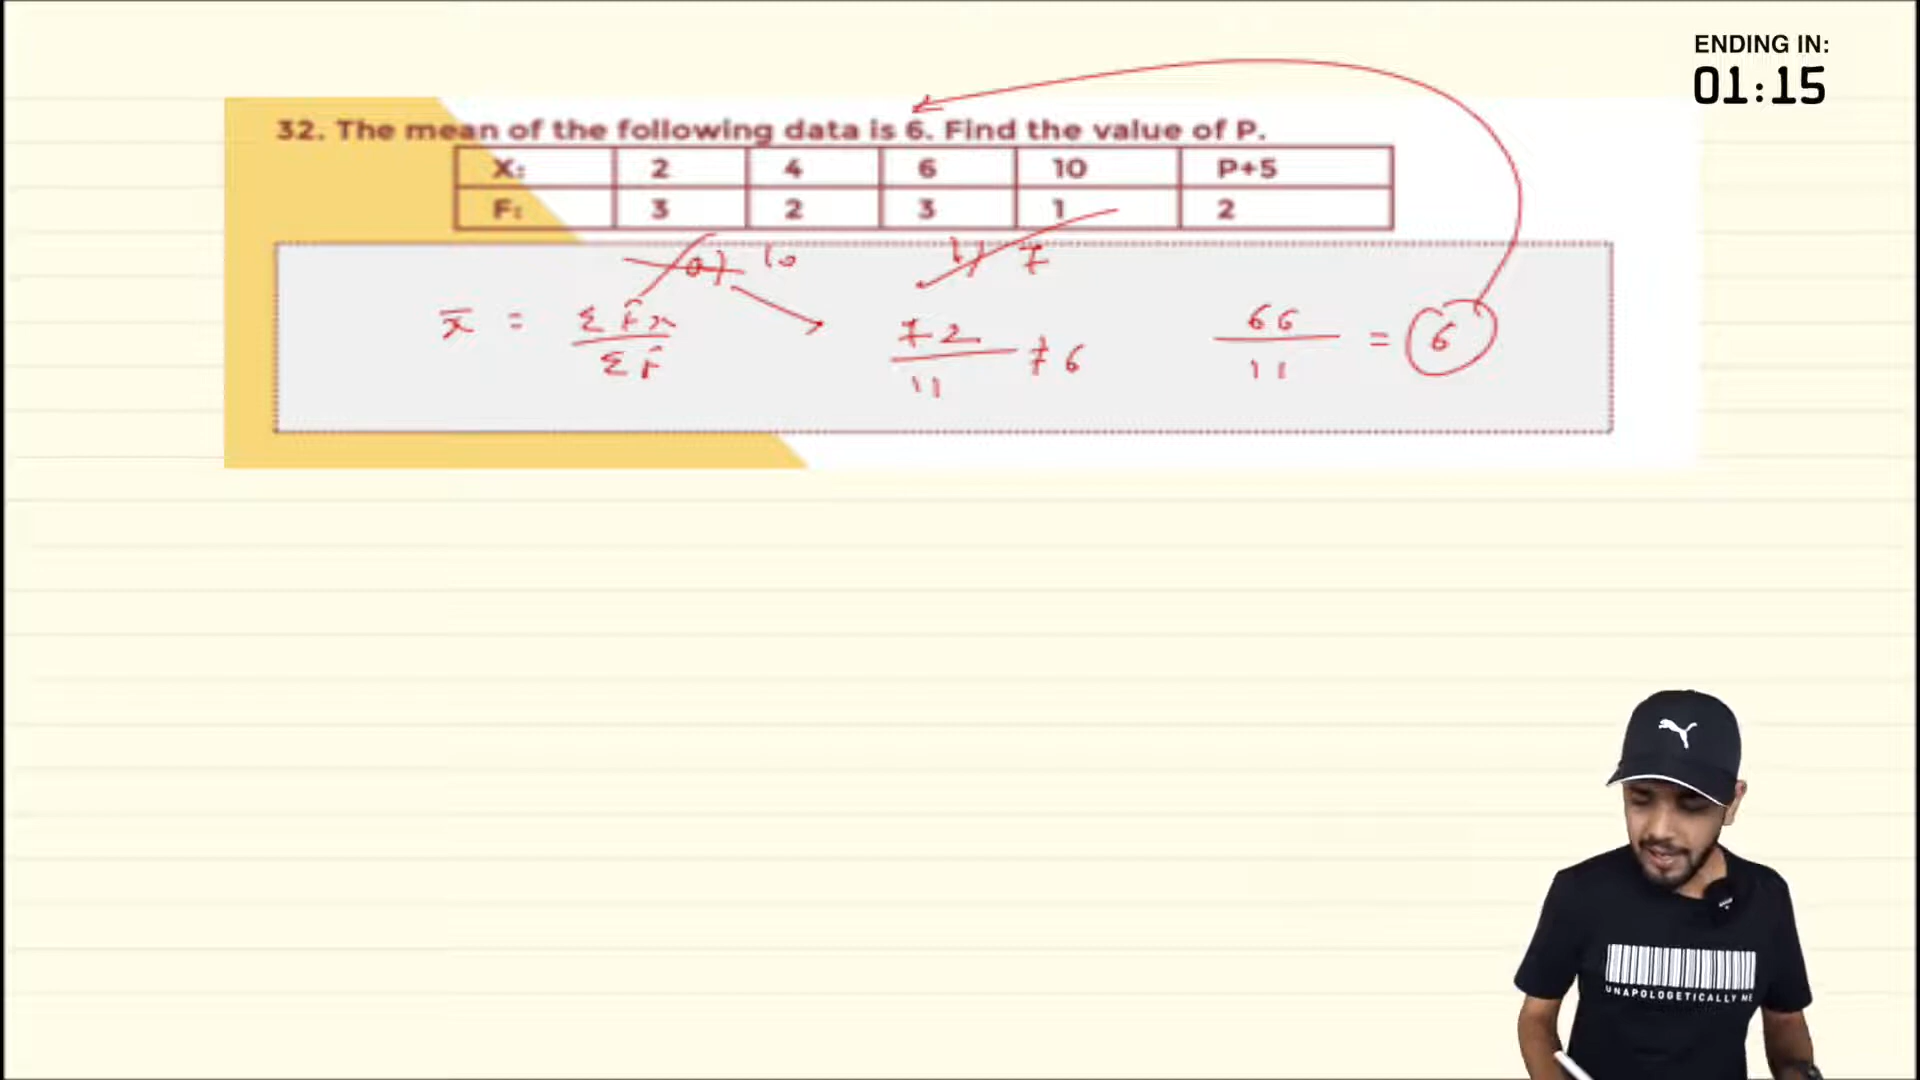 ENDING IN:
01:15
32. The mean of the following data is 6. Find the value of P.
X: 2 4 6 10 P+5
F: 3 2 3 1 2
a) 10 b) 7
x̄ = Σfx / Σf
72 / 11 ≠ 6
66 / 11 = 6
UNAPOLOGETICALLY ME